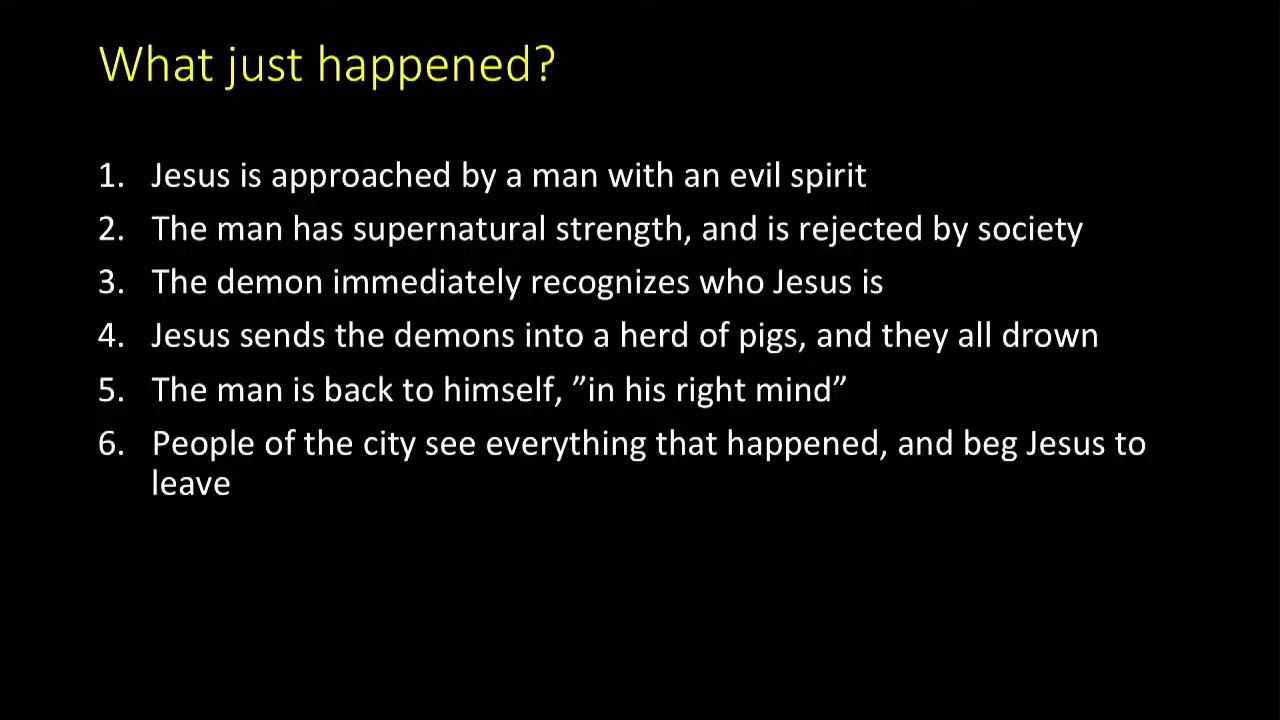 What just happened?
1. Jesus is approached by a man with an evil spirit
2. The man has supernatural strength, and is rejected by society
3. The demon immediately recognizes who Jesus is
4. Jesus sends the demons into a herd of pigs, and they all drown
5. The man is back to himself, ”in his right mind”
6. People of the city see everything that happened, and beg Jesus to
leave